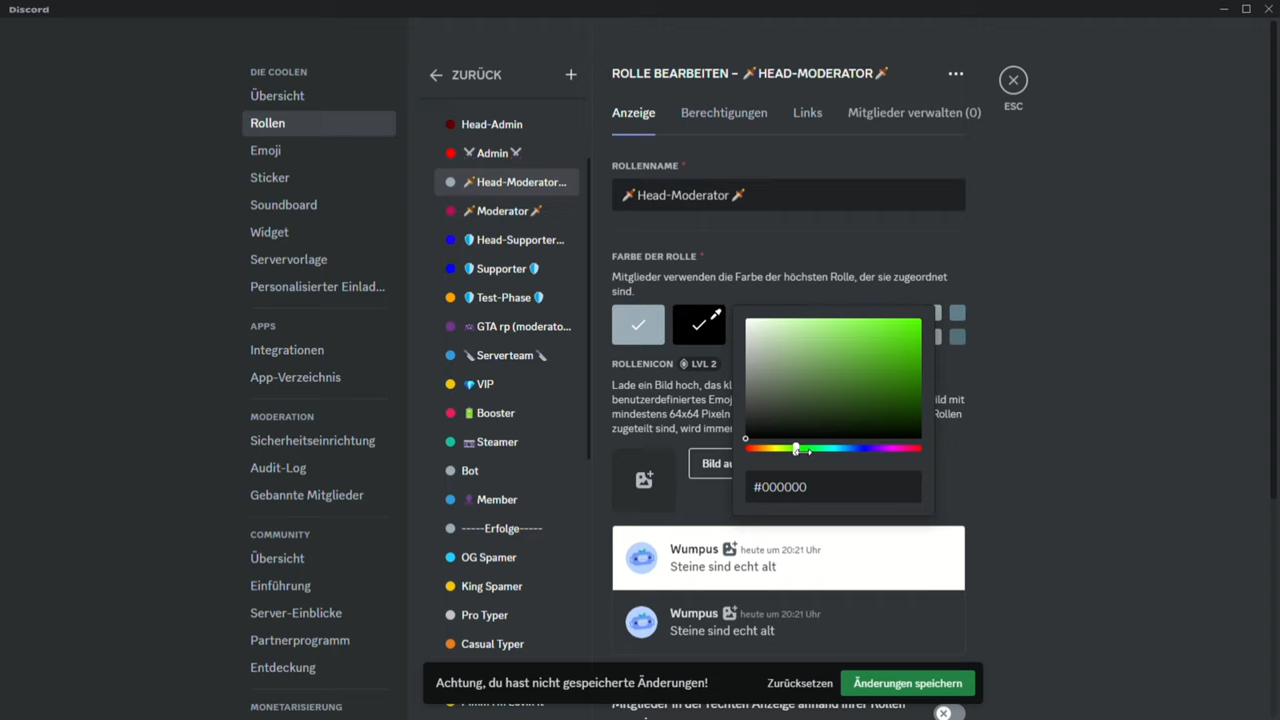 Discord
DIE COOLEN
Übersicht
Rollen
Emoji
Sticker
Soundboard
Widget
Servervorlage
Personalisierter Einlad...
APPS
Integrationen
App-Verzeichnis
MODERATION
Sicherheitseinrichtung
Audit-Log
Gebannte Mitglieder
COMMUNITY
Übersicht
Einführung
Server-Einblicke
Partnerprogramm
Entdeckung
MONETARISIERUNG
ZURÜCK
Head-Admin
Admin
Head-Moderator...
Moderator
Head-Supporter...
Supporter
Test-Phase
GTA rp (moderato...
Serverteam
VIP
Booster
Steamer
Bot
Member
-----Erfolge-----
OG Spamer
King Spamer
Pro Typer
Casual Typer
ROLLE BEARBEITEN – HEAD-MODERATOR
ESC
Anzeige Berechtigungen Links Mitglieder verwalten (0)
ROLLENNAME *
Head-Moderator
FARBE DER ROLLE *
Mitglieder verwenden die Farbe der höchsten Rolle, der sie zugeordnet
sind.
ROLLENICON LVL 2
Lade ein Bild hoch, das kl
benutzerdefiniertes Emoj ild mit
mindestens 64x64 Pixeln Rollen
zugeteilt sind, wird imme
Bild au
#000000
Wumpus heute um 20:21 Uhr
Steine sind echt alt
Wumpus heute um 20:21 Uhr
Steine sind echt alt
Achtung, du hast nicht gespeicherte Änderungen! Zurücksetzen Änderungen speichern
Mitglieder in der rechten Anzeige anhand ihrer Rollen